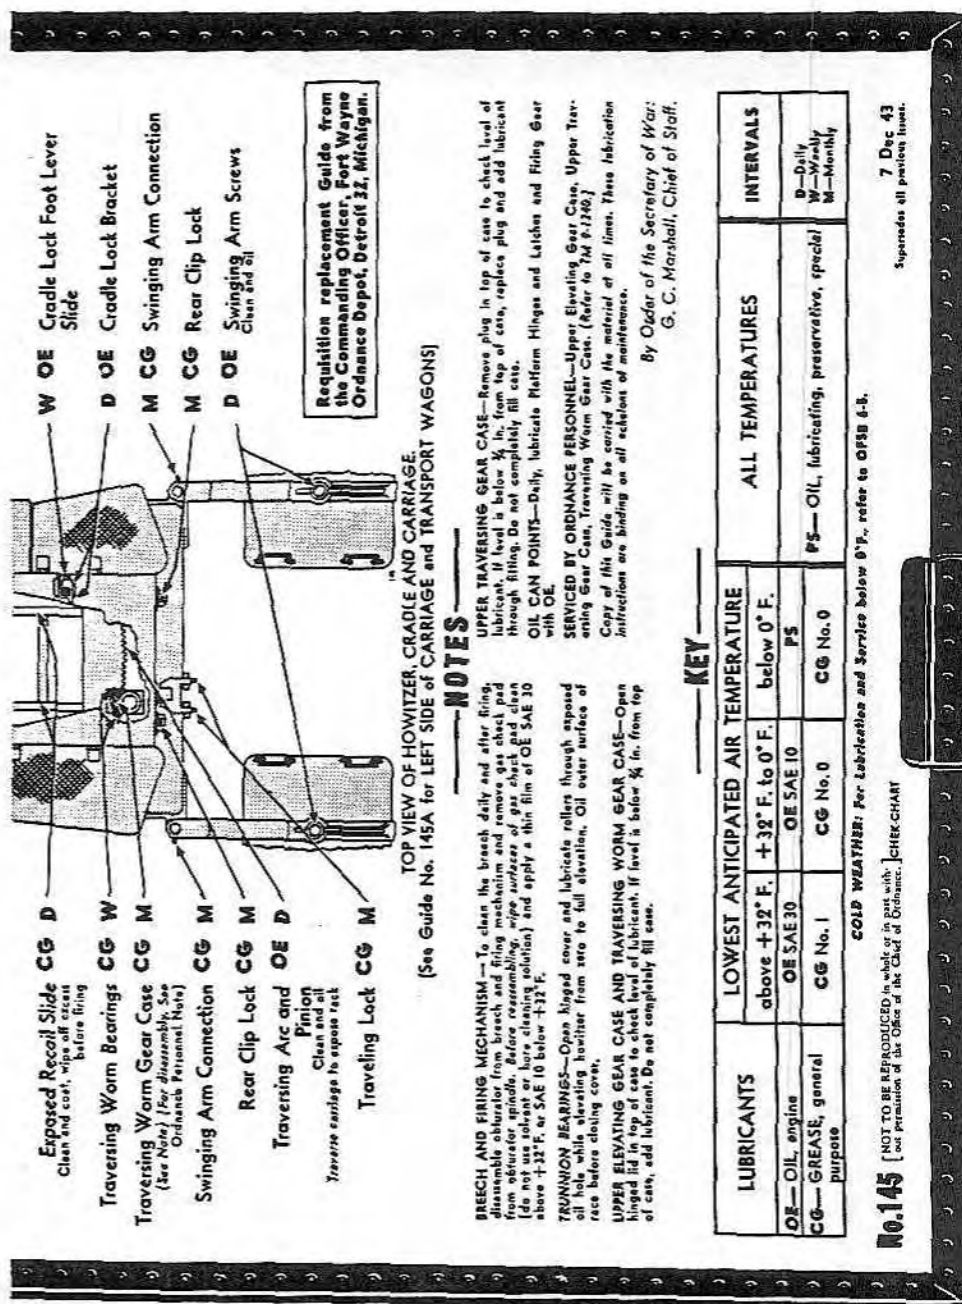 Exposed Recoil Slide CG D
Clean and coat, wipe off excess
before firing
Traversing Worm Bearings CG W
Traversing Worm Gear Case CG M
(See Note) (For disassembly, See
Ordnance Personnel Note)
Swinging Arm Connection CG M
Rear Clip Lock CG M
Traversing Arc and OE D
Pinion
Clean and oil
Traverse carriage to expose rack
Traveling Lock CG M
W OE Cradle Lock Foot Lever
Slide
D OE Cradle Lock Bracket
M CG Swinging Arm Connection
M CG Rear Clip Lock
D OE Swinging Arm Screws
Clean and oil
Requisition replacement Guide from
the Commanding Officer, Fort Wayne
Ordnance Depot, Detroit 32, Michigan.
TOP VIEW OF HOWITZER, CRADLE AND CARRIAGE.
(See Guide No. 145A for LEFT SIDE of CARRIAGE and TRANSPORT WAGONS)
NOTES
BREECH AND FIRING MECHANISM—To clean the breech daily and after firing,
disassemble obturator from breech and firing mechanism and remove gas check pad
from obturator spindle. Before reassembling, wipe surfaces of gas check pad clean
(do not use solvent or bore cleaning solution) and apply a thin film of OE SAE 30
above +32°F. or SAE 10 below +32°F.
TRUNNION BEARINGS—Open hinged cover and lubricate rollers through exposed
oil hole while elevating howitzer from zero to full elevation. Oil outer surface of
race before closing cover.
UPPER ELEVATING GEAR CASE AND TRAVERSING WORM GEAR CASE—Open
hinged lid in top of case to check level of lubricant. If level is below ¾ in. from top
of case, add lubricant. Do not completely fill case.
UPPER TRAVERSING GEAR CASE—Remove plug in top of case to check level of
lubricant. If level is below ¾ in. from top of case, replace plug and add lubricant
through fitting. Do not completely fill case.
OIL CAN POINTS—Daily, lubricate Platform Hinges and Latches and Firing Gear
with OE.
SERVICED BY ORDNANCE PERSONNEL—Upper Elevating Gear Case, Upper Trav-
ersing Gear Case, Traversing Worm Gear Case. (Refer to TM 9-1340.)
Copy of this Guide will be carried with the materiel at all times. These lubrication
instructions are binding on all echelons of maintenance.
By Order of the Secretary of War:
G. C. Marshall, Chief of Staff.
KEY
LUBRICANTS
LOWEST ANTICIPATED AIR TEMPERATURE
ALL TEMPERATURES
INTERVALS
above +32° F. +32° F. to 0° F. below 0° F.
OE—OIL, engine OE SAE 30 OE SAE 10 PS
CG—GREASE, general
purpose
CG No. 1 CG No. 0 CG No. 0
PS—OIL, lubricating, preservative, special
D—Daily
W—Weekly
M—Monthly
COLD WEATHER: For Lubrication and Service below 0°F., refer to OFSB 6-5.
No. 145 [NOT TO BE REPRODUCED in whole or in part with-
out permission of the Office of the Chief of Ordnance.] CHEK-CHART
7 Dec 43
Supersedes all previous issues.